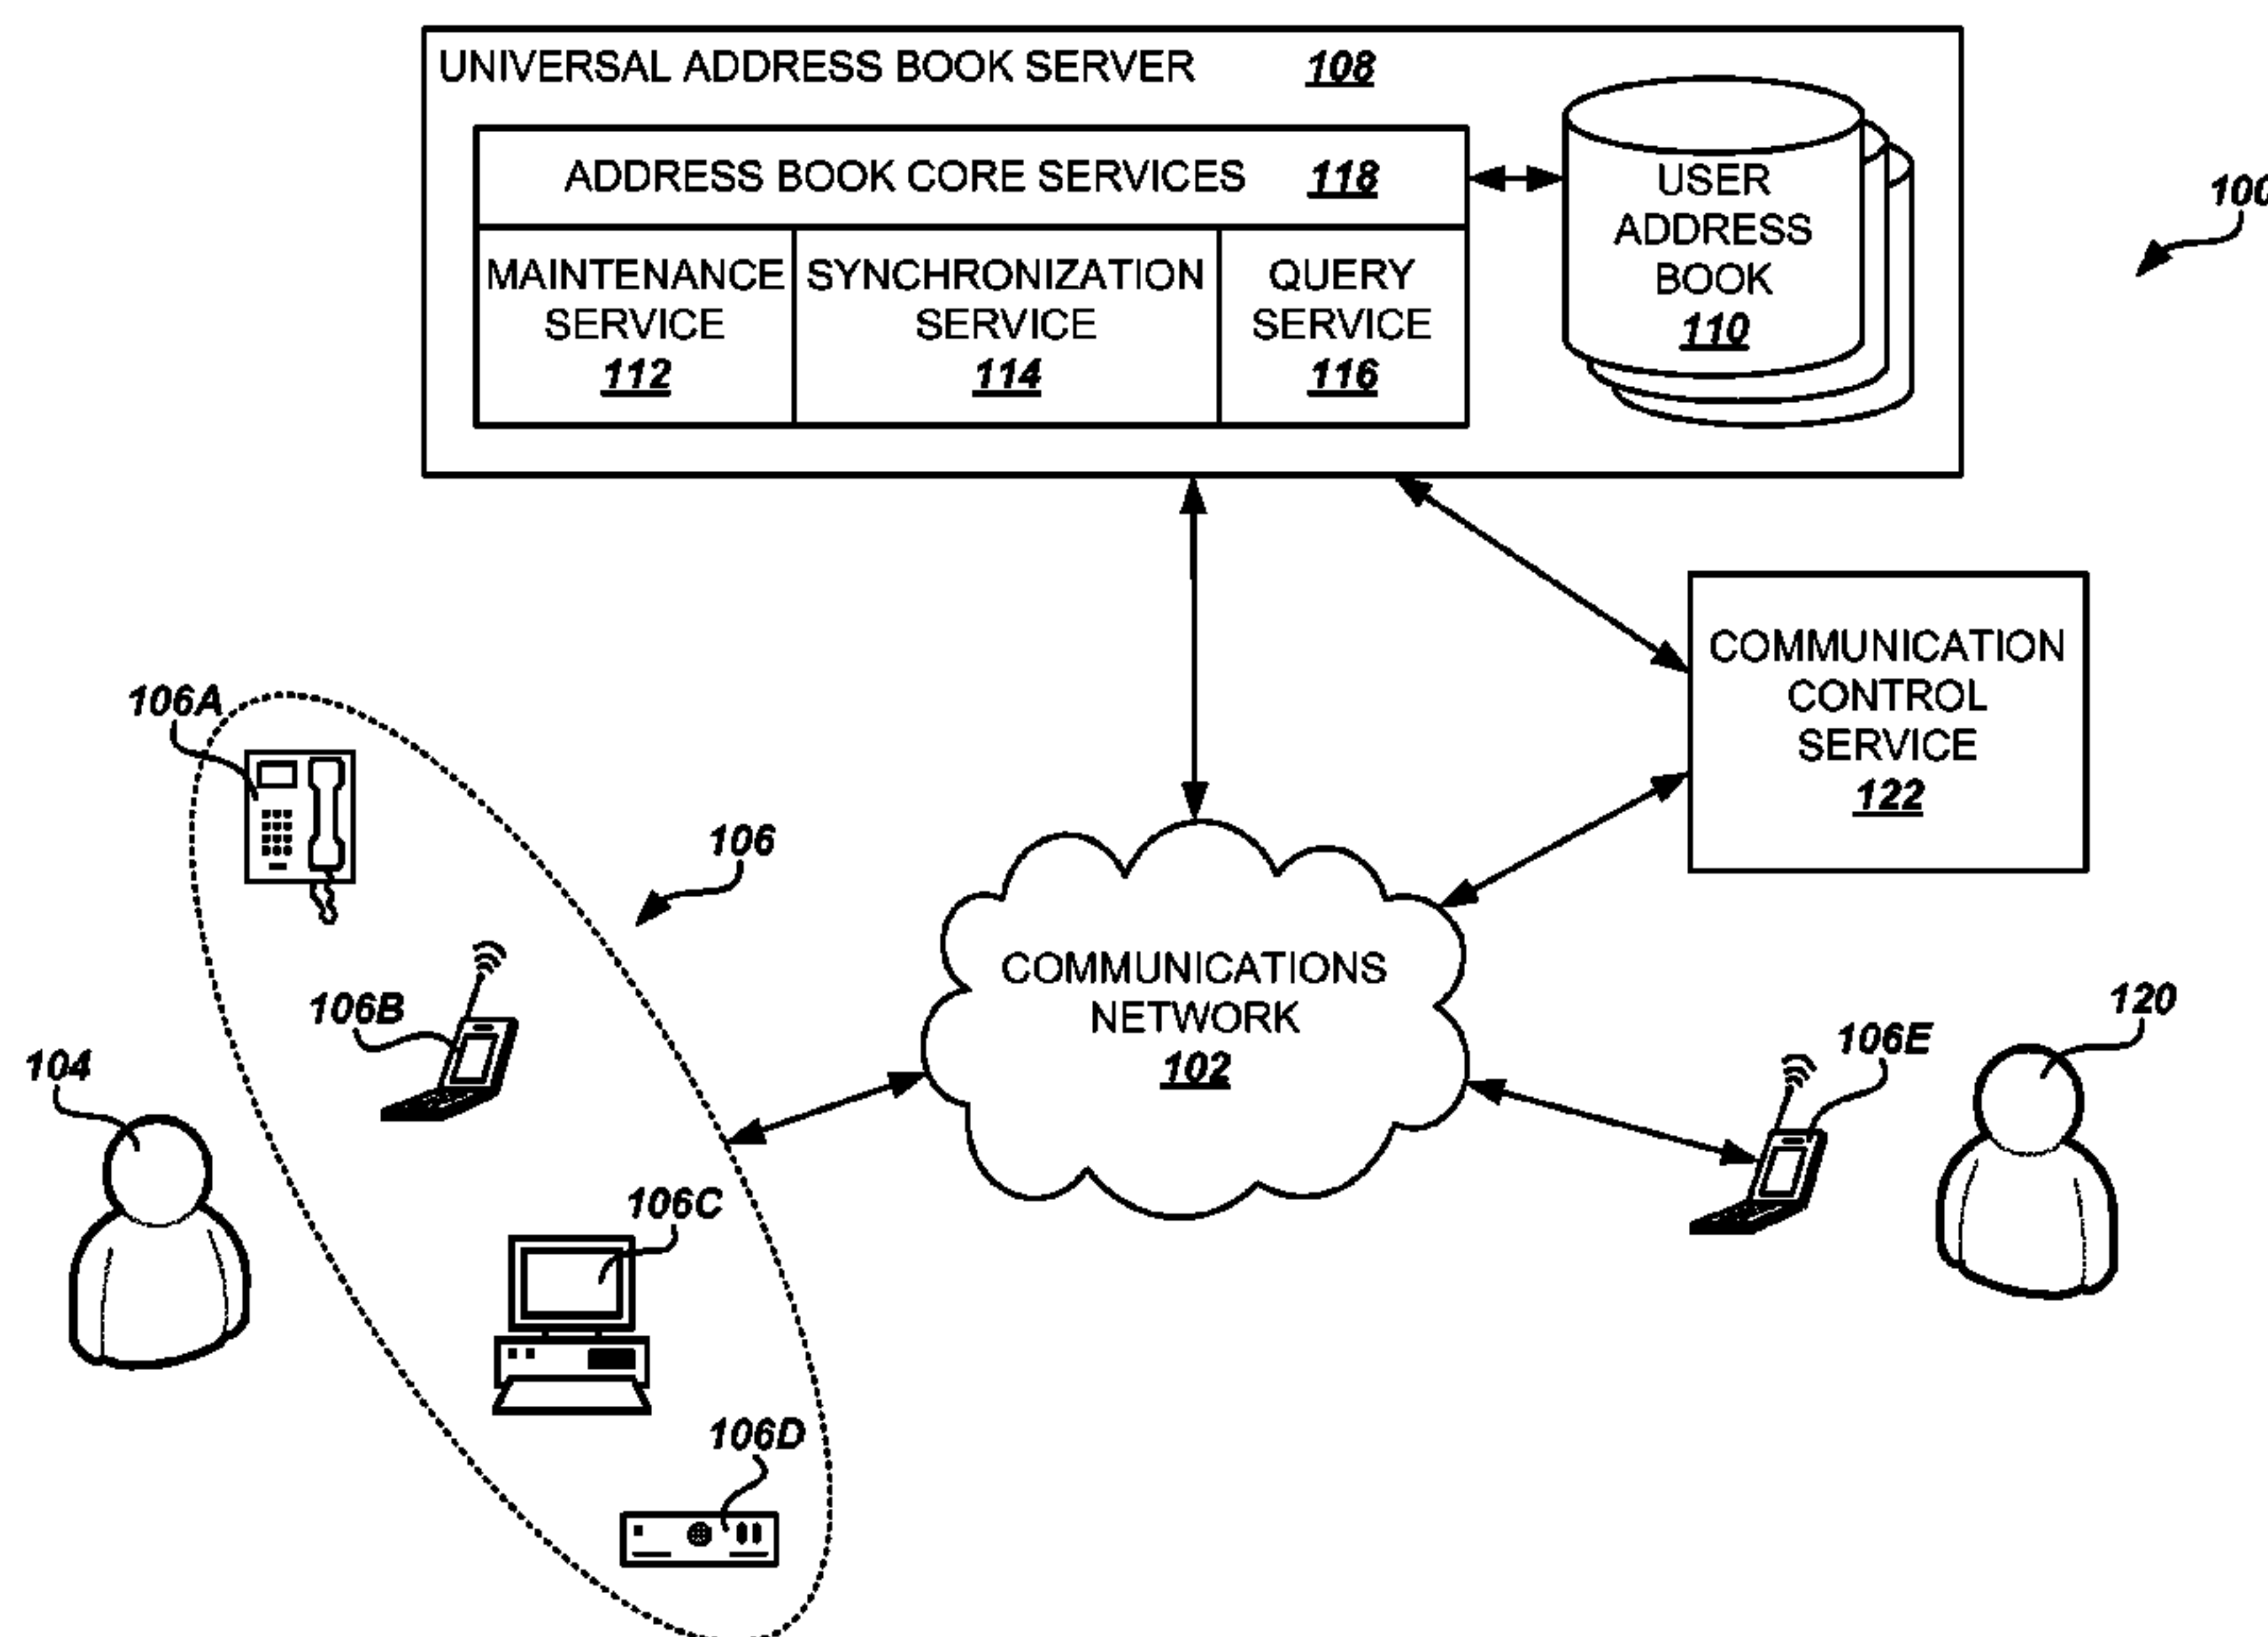 UNIVERSAL ADDRESS BOOK SERVER 108
ADDRESS BOOK CORE SERVICES 118
MAINTENANCE
SERVICE
112
SYNCHRONIZATION
SERVICE
114
QUERY
SERVICE
116
USER
ADDRESS
BOOK
110
100
COMMUNICATION
CONTROL
SERVICE
122
106A
106
106B
104
COMMUNICATIONS
NETWORK
102
106E
120
106C
106D